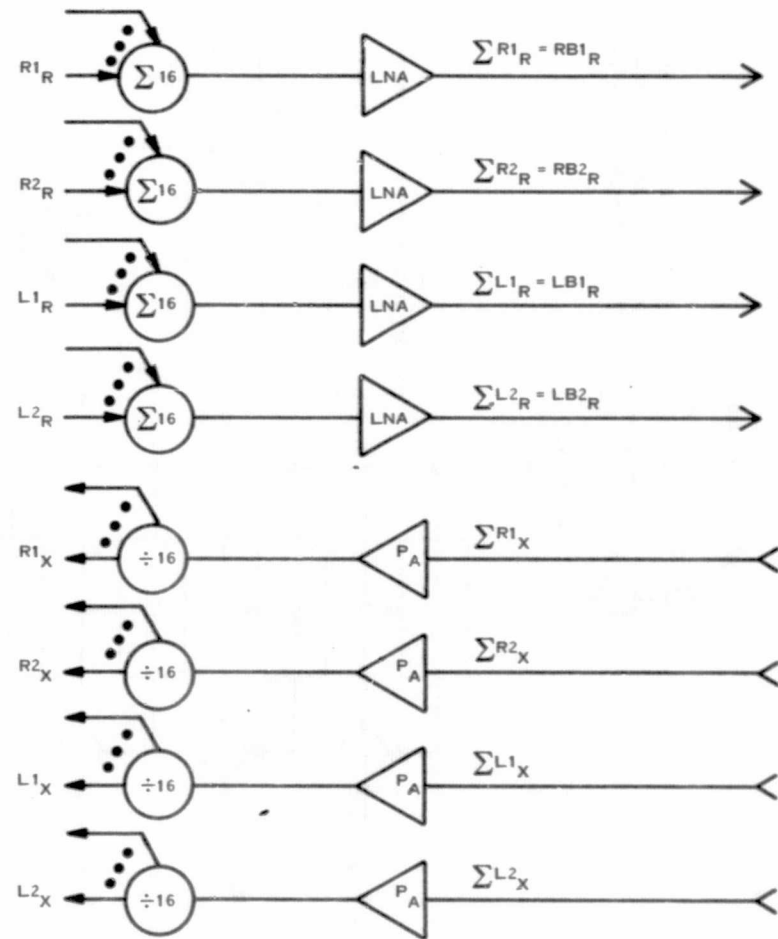 R1R Σ16 LNA ΣR1R = RB1R
R2R Σ16 LNA ΣR2R = RB2R
L1R Σ16 LNA ΣL1R = LB1R
L2R Σ16 LNA ΣL2R = LB2R
R1X ÷16 PA ΣR1X
R2X ÷16 PA ΣR2X
L1X ÷16 PA ΣL1X
L2X ÷16 PA ΣL2X